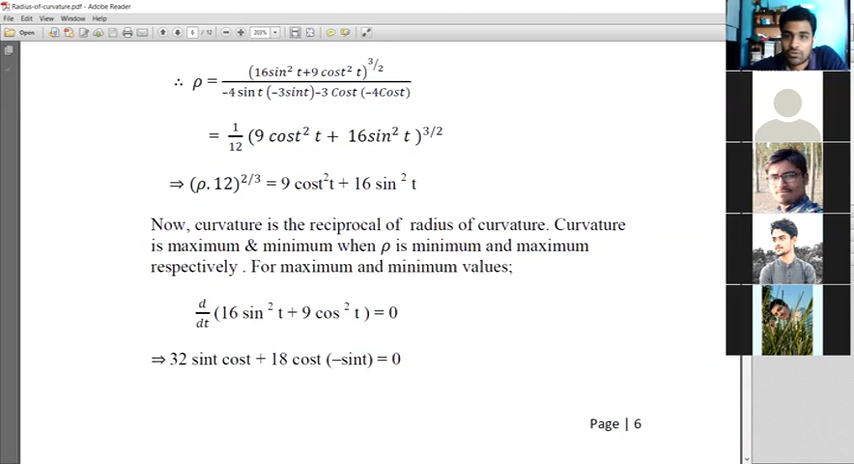 Radius-of-curvature.pdf - Adobe Reader
File Edit View Window Help
Open 6 / 12 203%
∴ ρ = (16sin² t+9 cost² t)^3/2 / -4 sin t (-3sint)-3 Cost (-4Cost)
= 1/12 (9 cost² t + 16sin² t )^3/2
⇒ (ρ. 12)^2/3 = 9 cost²t + 16 sin ² t
Now, curvature is the reciprocal of radius of curvature. Curvature
is maximum & minimum when ρ is minimum and maximum
respectively . For maximum and minimum values;
d/dt (16 sin ² t + 9 cos ² t ) = 0
⇒ 32 sint cost + 18 cost (–sint) = 0
Page | 6